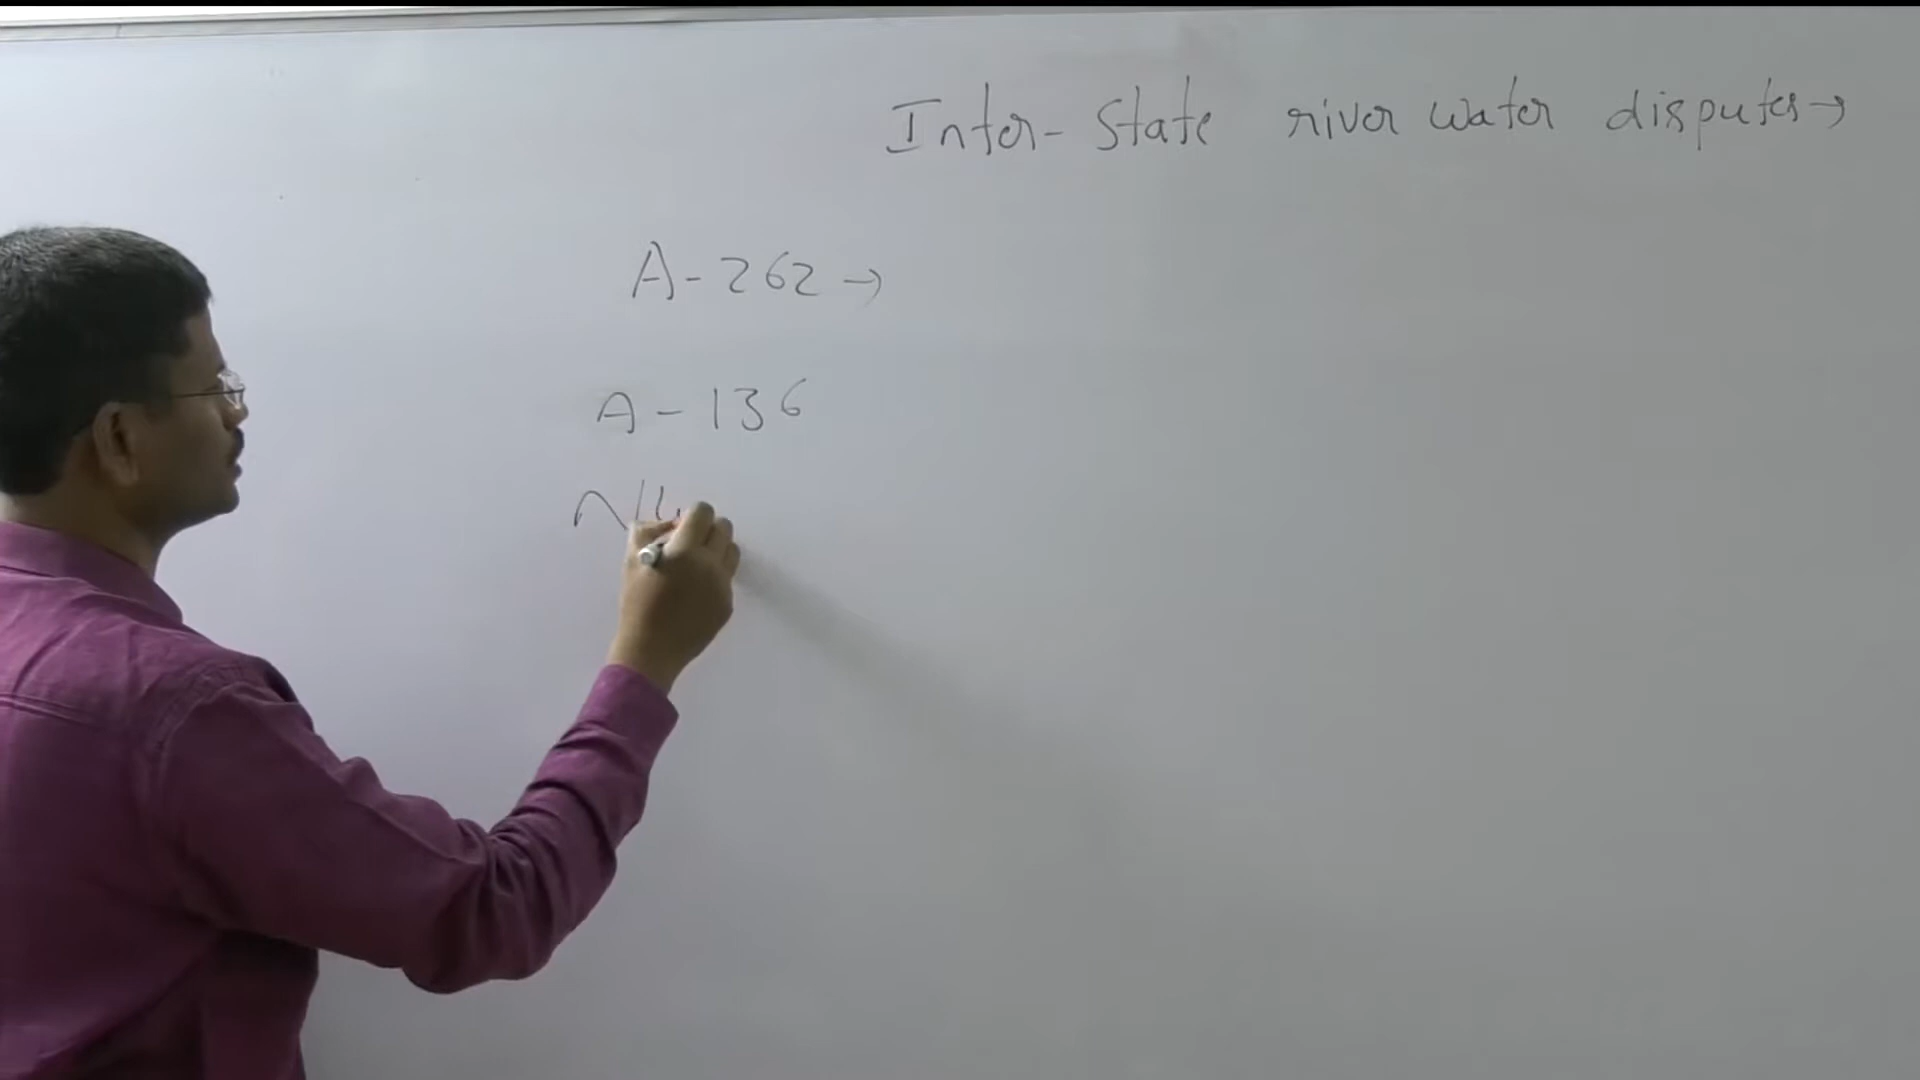 Inter-State river water disputes→
A-262→
A-136